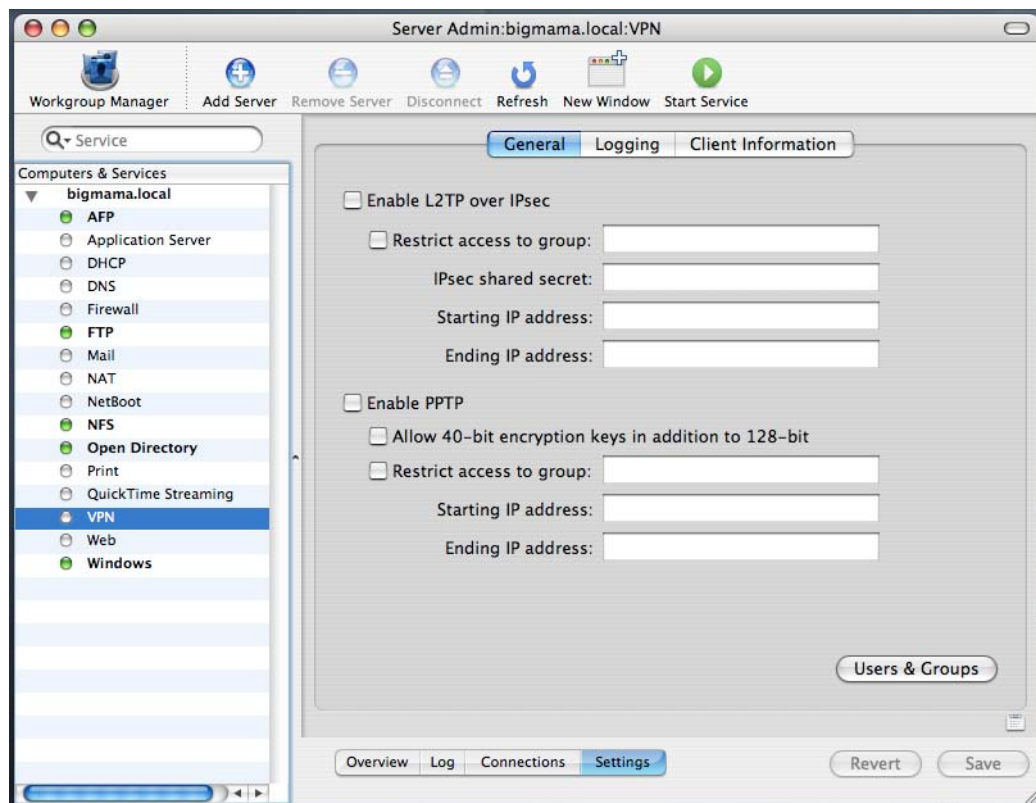 Server Admin:bigmama.local:VPN
Workgroup Manager
Add Server
Remove Server
Disconnect
Refresh
New Window
Start Service
Service
Computers & Services
bigmama.local
AFP
Application Server
DHCP
DNS
Firewall
FTP
Mail
NAT
NetBoot
NFS
Open Directory
Print
QuickTime Streaming
VPN
Web
Windows
General
Logging
Client Information
Enable L2TP over IPsec
Restrict access to group:
IPsec shared secret:
Starting IP address:
Ending IP address:
Enable PPTP
Allow 40-bit encryption keys in addition to 128-bit
Restrict access to group:
Starting IP address:
Ending IP address:
Users & Groups
Overview
Log
Connections
Settings
Revert
Save